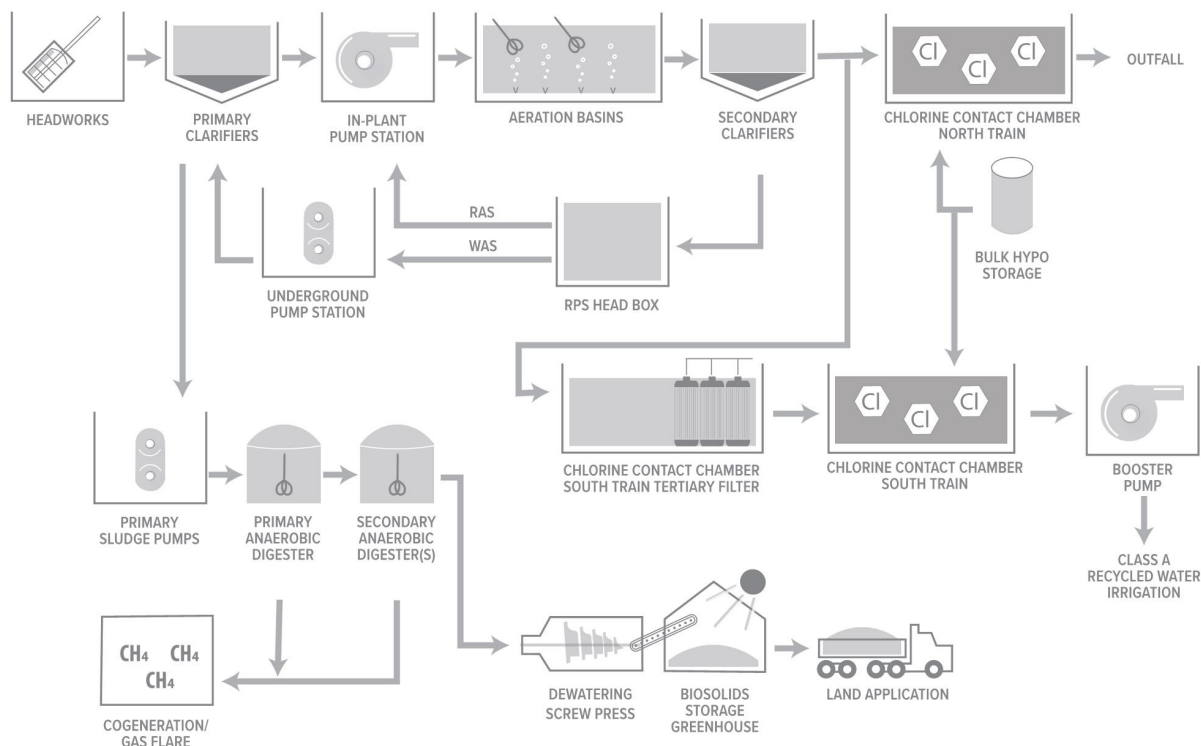 HEADWORKS
PRIMARY
CLARIFIERS
IN-PLANT
PUMP STATION
AERATION BASINS
SECONDARY
CLARIFIERS
Cl
Cl
Cl
CHLORINE CONTACT CHAMBER
NORTH TRAIN
OUTFALL
RAS
WAS
UNDERGROUND
PUMP STATION
RPS HEAD BOX
BULK HYPO
STORAGE
CHLORINE CONTACT CHAMBER
SOUTH TRAIN TERTIARY FILTER
Cl
Cl
Cl
CHLORINE CONTACT CHAMBER
SOUTH TRAIN
BOOSTER
PUMP
CLASS A
RECYCLED WATER
IRRIGATION
PRIMARY
SLUDGE PUMPS
PRIMARY
ANAEROBIC
DIGESTER
SECONDARY
ANAEROBIC
DIGESTER(S)
CH4 CH4
CH4
COGENERATION/
GAS FLARE
DEWATERING
SCREW PRESS
BIOSOLIDS
STORAGE
GREENHOUSE
LAND APPLICATION